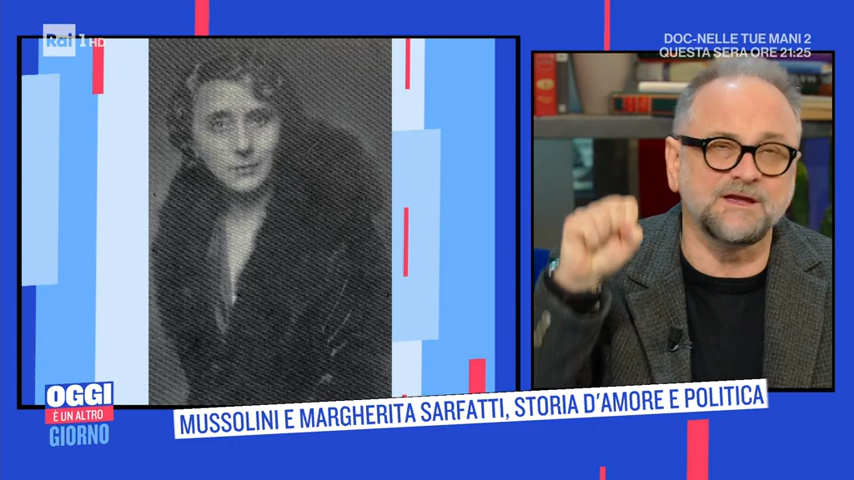 Rai 1 HD
DOC-NELLE TUE MANI 2
QUESTA SERA ORE 21:25
OGGI
È UN ALTRO
GIORNO
MUSSOLINI E MARGHERITA SARFATTI, STORIA D'AMORE E POLITICA